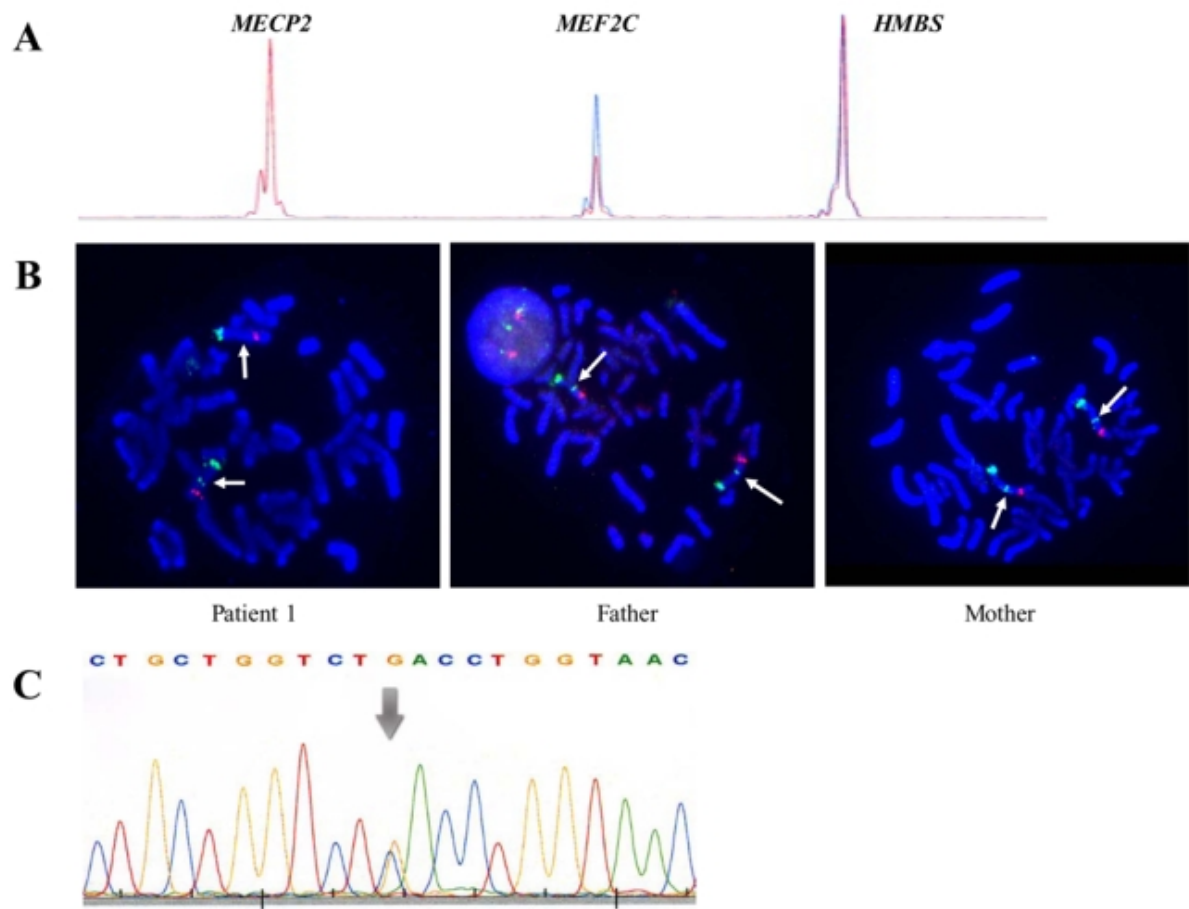 A
MECP2 MEF2C HMBS
B
Patient 1 Father Mother
C
C T G C T G G T C T G A C C T G G T A A C